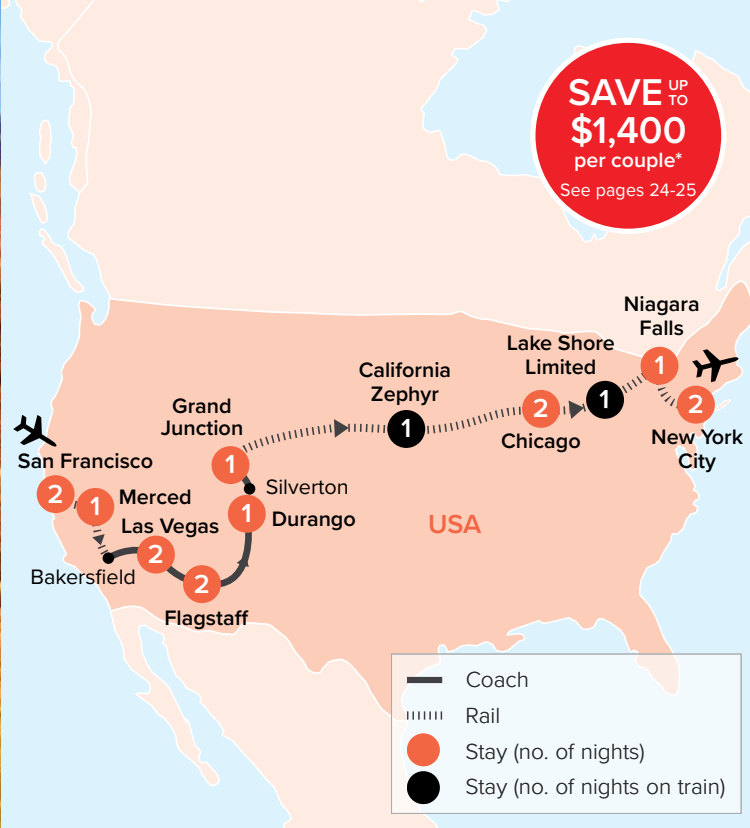 SAVE UP TO
$1,400
per couple*
See pages 24-25
Niagara
Falls
1
Lake Shore
Limited
1
California
Zephyr
1
2
Chicago
2
New York
City
Grand
Junction
1
Silverton
San Francisco
2
1
Merced
Las Vegas
2
1
Durango
USA
Bakersfield
2
Flagstaff
Coach
Rail
Stay (no. of nights)
Stay (no. of nights on train)